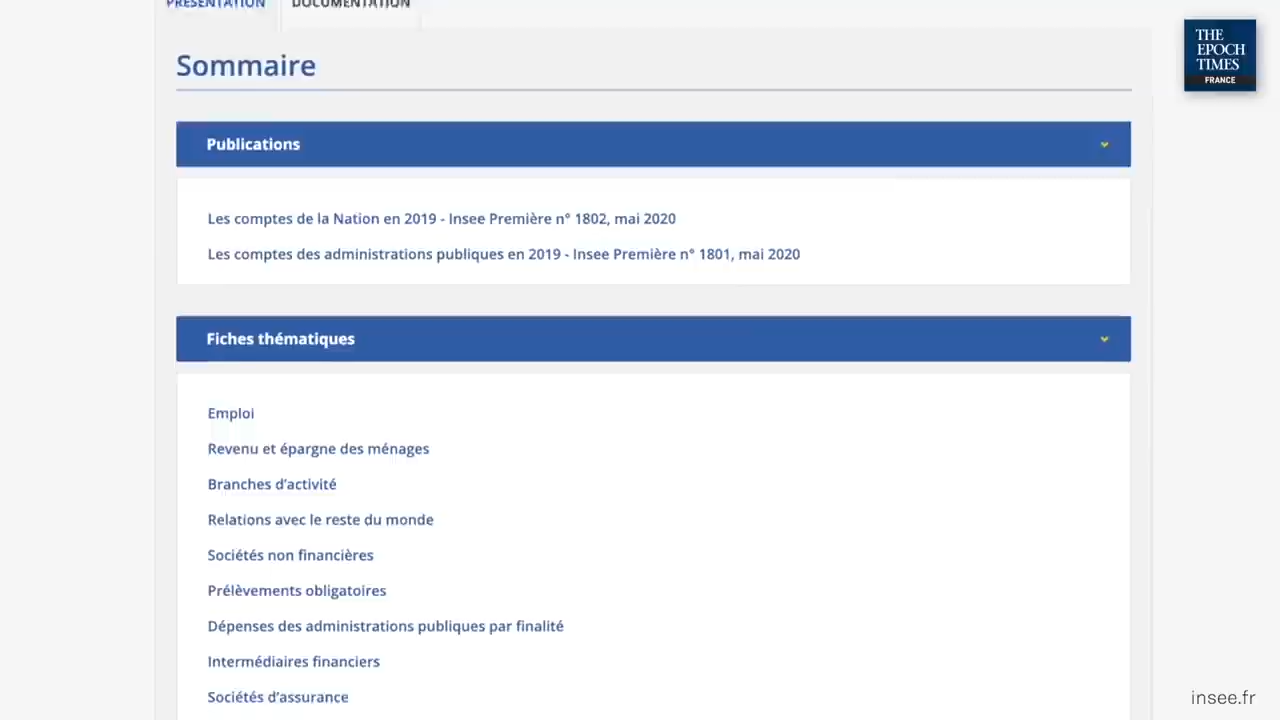 PRÉSENTATION
DOCUMENTATION
THE
EPOCH
TIMES
FRANCE
Sommaire
Publications
Les comptes de la Nation en 2019 - Insee Première n° 1802, mai 2020
Les comptes des administrations publiques en 2019 - Insee Première n° 1801, mai 2020
Fiches thématiques
Emploi
Revenu et épargne des ménages
Branches d'activité
Relations avec le reste du monde
Sociétés non financières
Prélèvements obligatoires
Dépenses des administrations publiques par finalité
Intermédiaires financiers
Sociétés d'assurance
insee.fr